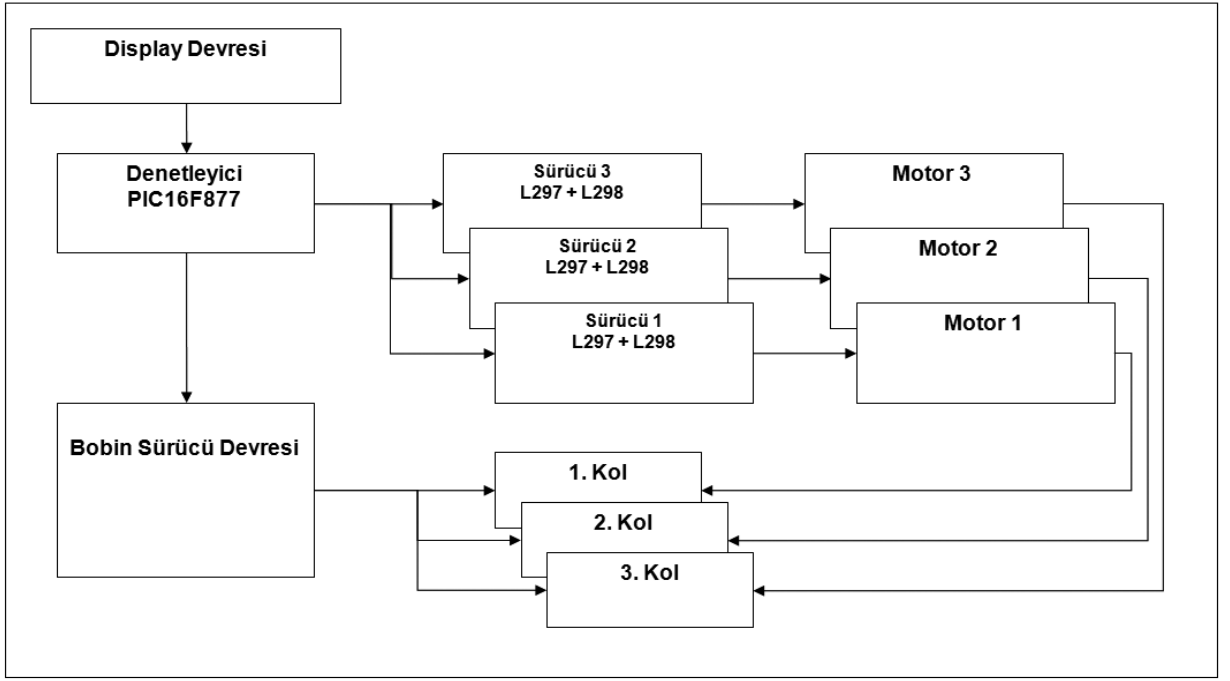 Display Devresi
Denetleyici
PIC16F877
Sürücü 3
L297 + L298
Motor 3
Sürücü 2
L297 + L298
Motor 2
Sürücü 1
L297 + L298
Motor 1
Bobin Sürücü Devresi
1. Kol
2. Kol
3. Kol